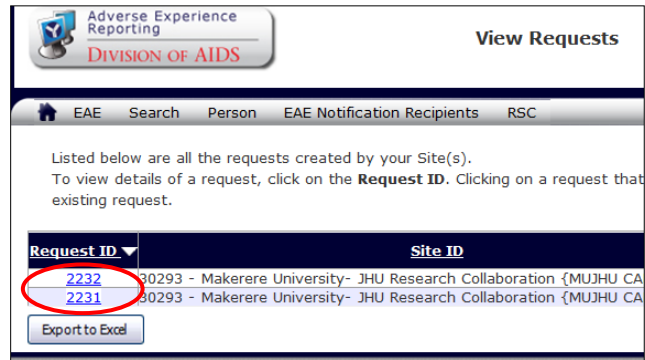 Adverse Experience
Reporting
DIVISION OF AIDS
View Requests
EAE Search Person EAE Notification Recipients RSC
Listed below are all the requests created by your Site(s).
To view details of a request, click on the Request ID. Clicking on a request that
existing request.
Request ID Site ID
2232 30293 - Makerere University- JHU Research Collaboration {MUJHU CA
2231 30293 - Makerere University- JHU Research Collaboration {MUJHU CA
Export to Excel